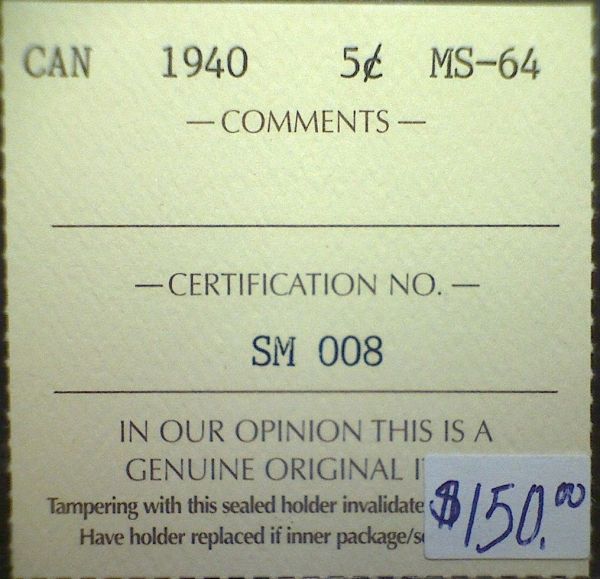 CAN 1940 5¢ MS-64
— COMMENTS —
— CERTIFICATION NO. —
SM 008
IN OUR OPINION THIS IS A
GENUINE ORIGINAL
Tampering with this sealed holder
Have holder replaced if inner
$150.00